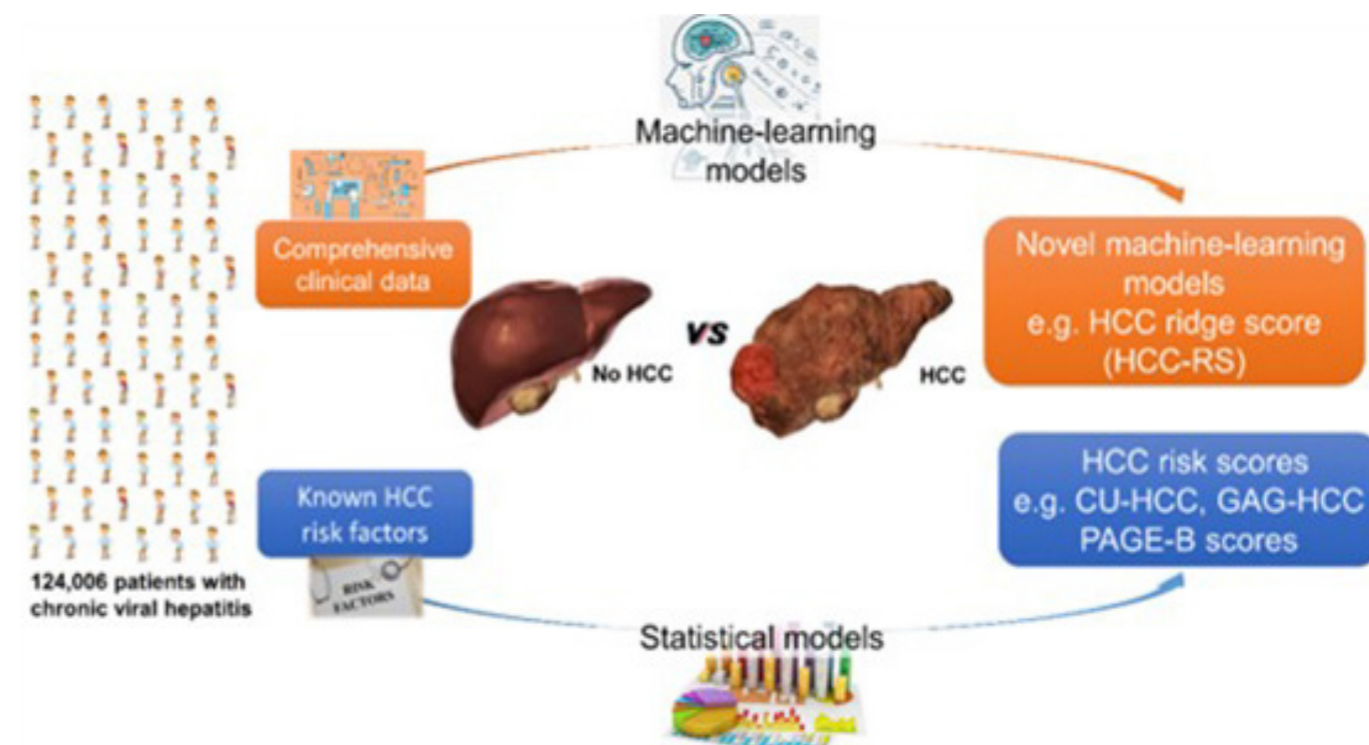 Machine-learning
models
Comprehensive
clinical data
Novel machine-learning
models
e.g. HCC ridge score
(HCC-RS)
No HCC
VS
HCC
Known HCC
risk factors
HCC risk scores
e.g. CU-HCC, GAG-HCC
PAGE-B scores
124,006 patients with
chronic viral hepatitis
RISK
FACTORS
Statistical models